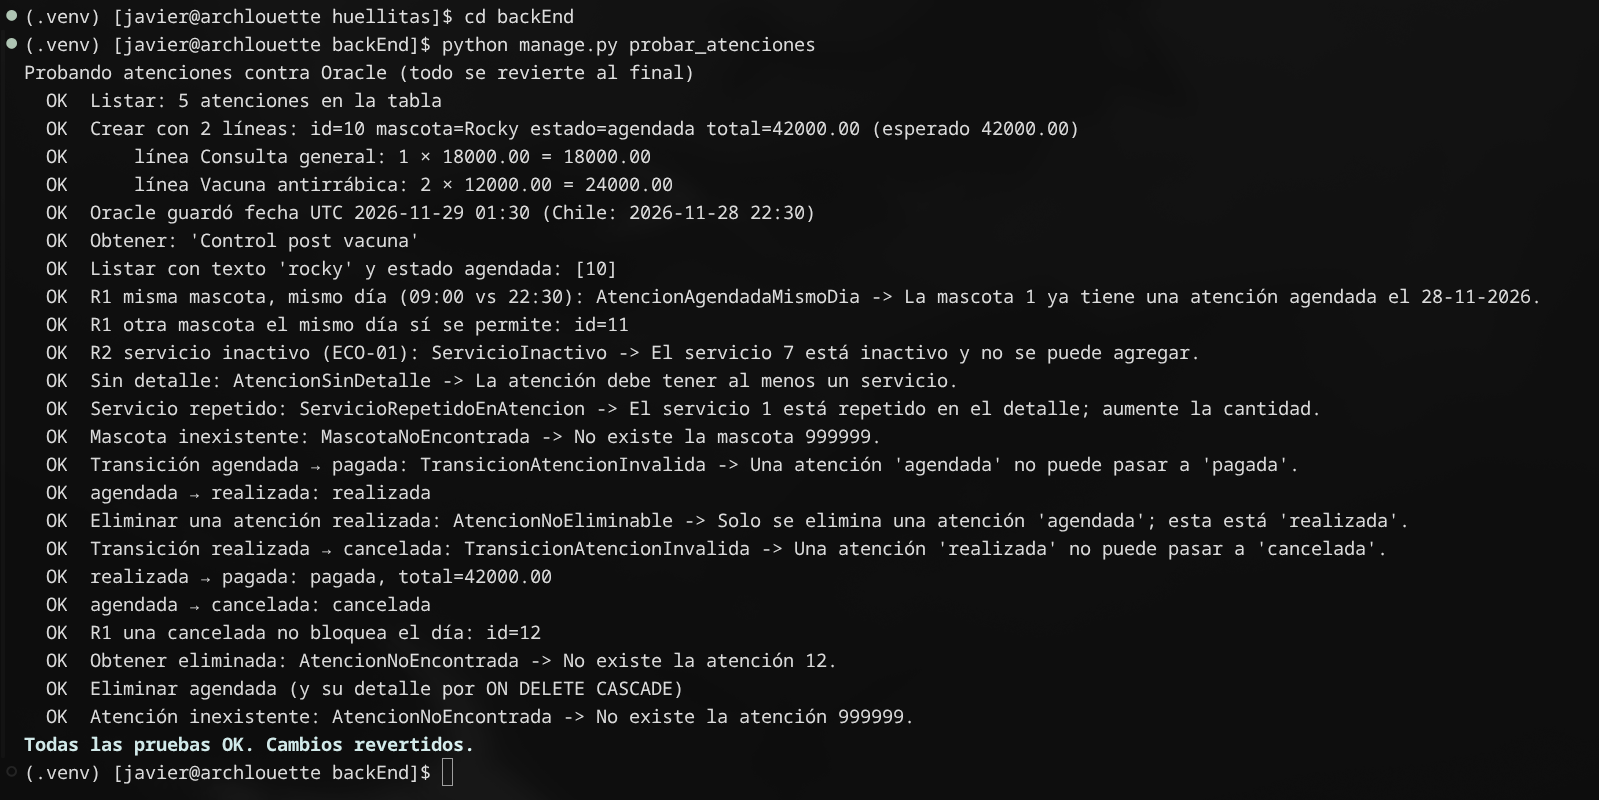 (.venv) [javier@archlouette huellitas]$ cd backEnd
(.venv) [javier@archlouette backEnd]$ python manage.py probar_atenciones
Probando atenciones contra Oracle (todo se revierte al final)
OK  Listar: 5 atenciones en la tabla
OK  Crear con 2 líneas: id=10 mascota=Rocky estado=agendada total=42000.00 (esperado 42000.00)
OK      línea Consulta general: 1 × 18000.00 = 18000.00
OK      línea Vacuna antirrábica: 2 × 12000.00 = 24000.00
OK  Oracle guardó fecha UTC 2026-11-29 01:30 (Chile: 2026-11-28 22:30)
OK  Obtener: 'Control post vacuna'
OK  Listar con texto 'rocky' y estado agendada: [10]
OK  R1 misma mascota, mismo día (09:00 vs 22:30): AtencionAgendadaMismoDia -> La mascota 1 ya tiene una atención agendada el 28-11-2026.
OK  R1 otra mascota el mismo día sí se permite: id=11
OK  R2 servicio inactivo (ECO-01): ServicioInactivo -> El servicio 7 está inactivo y no se puede agregar.
OK  Sin detalle: AtencionSinDetalle -> La atención debe tener al menos un servicio.
OK  Servicio repetido: ServicioRepetidoEnAtencion -> El servicio 1 está repetido en el detalle; aumente la cantidad.
OK  Mascota inexistente: MascotaNoEncontrada -> No existe la mascota 999999.
OK  Transición agendada → pagada: TransicionAtencionInvalida -> Una atención 'agendada' no puede pasar a 'pagada'.
OK  agendada → realizada: realizada
OK  Eliminar una atención realizada: AtencionNoEliminable -> Solo se elimina una atención 'agendada'; esta está 'realizada'.
OK  Transición realizada → cancelada: TransicionAtencionInvalida -> Una atención 'realizada' no puede pasar a 'cancelada'.
OK  realizada → pagada: pagada, total=42000.00
OK  agendada → cancelada: cancelada
OK  R1 una cancelada no bloquea el día: id=12
OK  Obtener eliminada: AtencionNoEncontrada -> No existe la atención 12.
OK  Eliminar agendada (y su detalle por ON DELETE CASCADE)
OK  Atención inexistente: AtencionNoEncontrada -> No existe la atención 999999.
Todas las pruebas OK. Cambios revertidos.
(.venv) [javier@archlouette backEnd]$